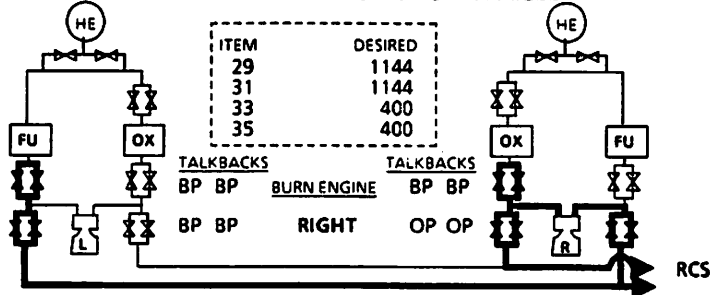 HE
HE
ITEM DESIRED
29 1144
31 1144
33 400
35 400
FU OX OX FU
TALKBACKS TALKBACKS
BP BP BURN ENGINE BP BP
BP BP RIGHT OP OP
L R
RCS